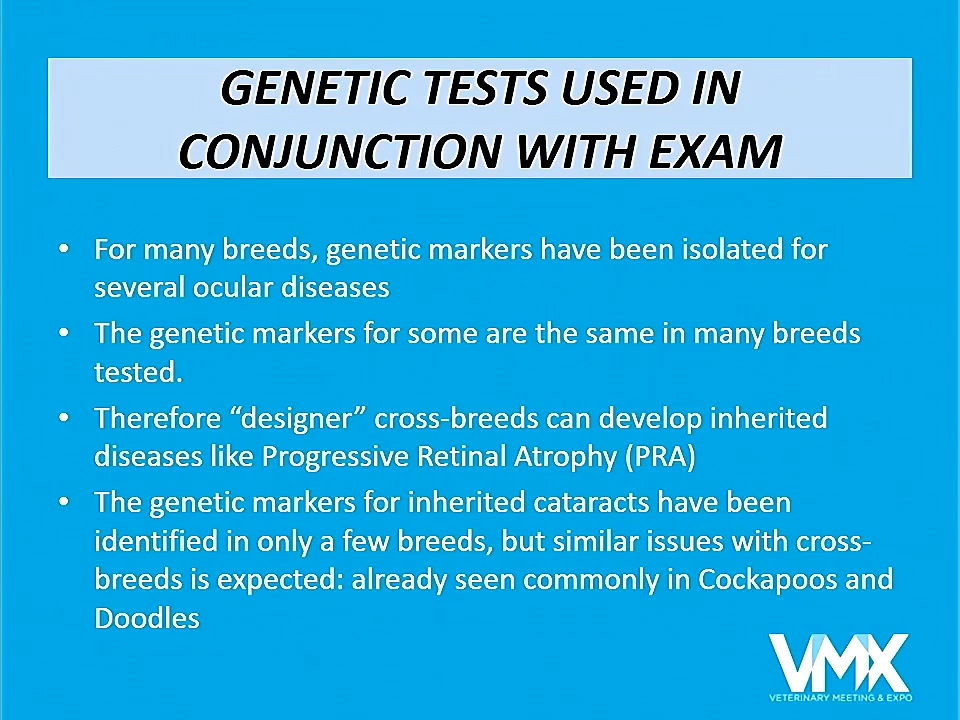 GENETIC TESTS USED IN
CONJUNCTION WITH EXAM
• For many breeds, genetic markers have been isolated for
several ocular diseases
• The genetic markers for some are the same in many breeds
tested.
• Therefore “designer” cross-breeds can develop inherited
diseases like Progressive Retinal Atrophy (PRA)
• The genetic markers for inherited cataracts have been
identified in only a few breeds, but similar issues with cross-
breeds is expected: already seen commonly in Cockapoos and
Doodles
VMX
VETERINARY MEETING & EXPO